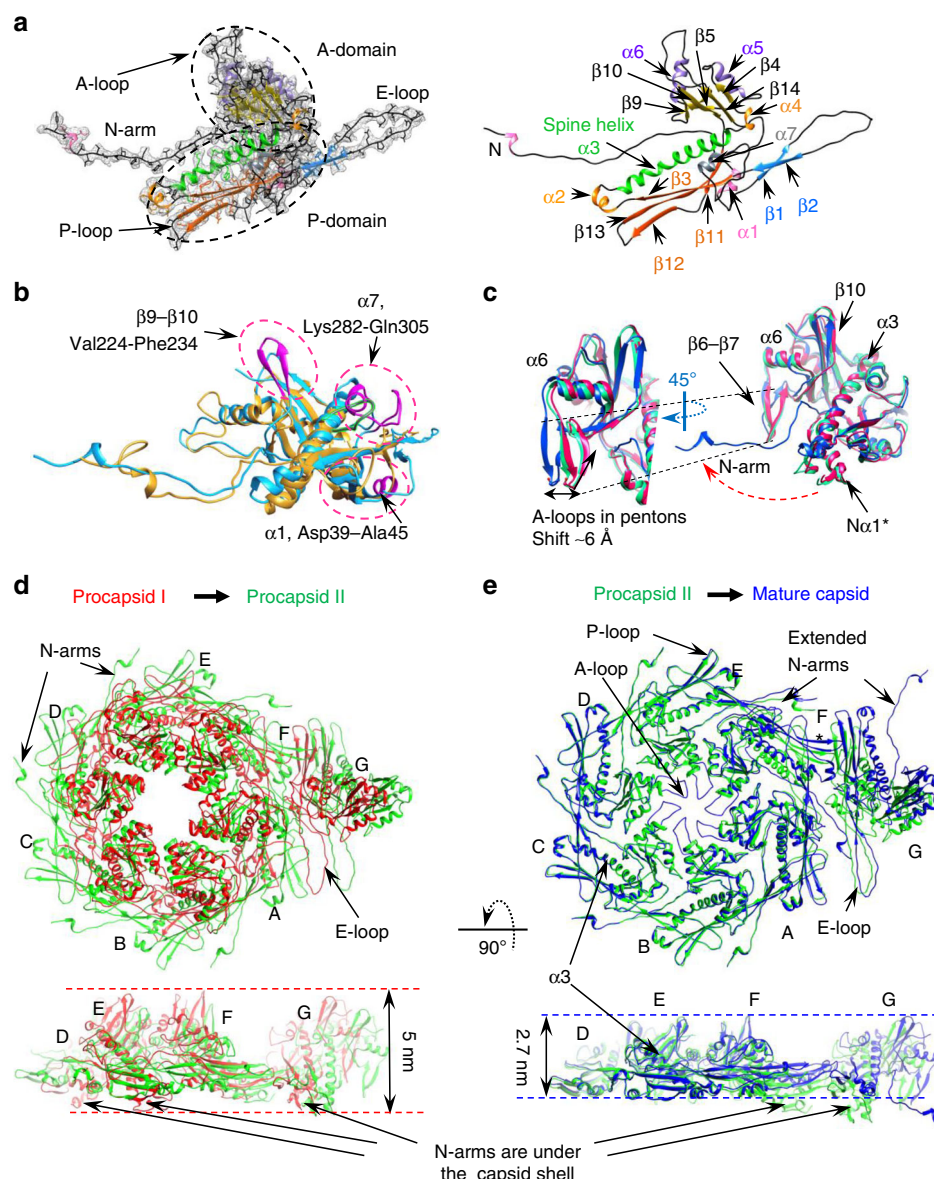 a
A-domain
A-loop
E-loop
N-arm
P-loop
P-domain
β5
α6
α5
β10
β4
β9
β14
α4
Spine helix
α3
α7
N
β3
α2
β13
β11
α1
β1
β2
β12
b
β9–β10
Val224-Phe234
α7,
Lys282-Gln305
α1, Asp39–Ala45
c
β10
α6
α6
α3
β6–β7
45°
N-arm
A-loops in pentons
Shift ~6 Å
Nα1*
d
Procapsid I → Procapsid II
N-arms
E
D
F
G
C
A
B
E-loop
90°
E
D
F
G
5 nm
e
Procapsid II → Mature capsid
P-loop
A-loop
Extended
N-arms
E
D
F
*
C
G
A
B
E-loop
α3
E
F
G
D
2.7 nm
N-arms are under
the capsid shell